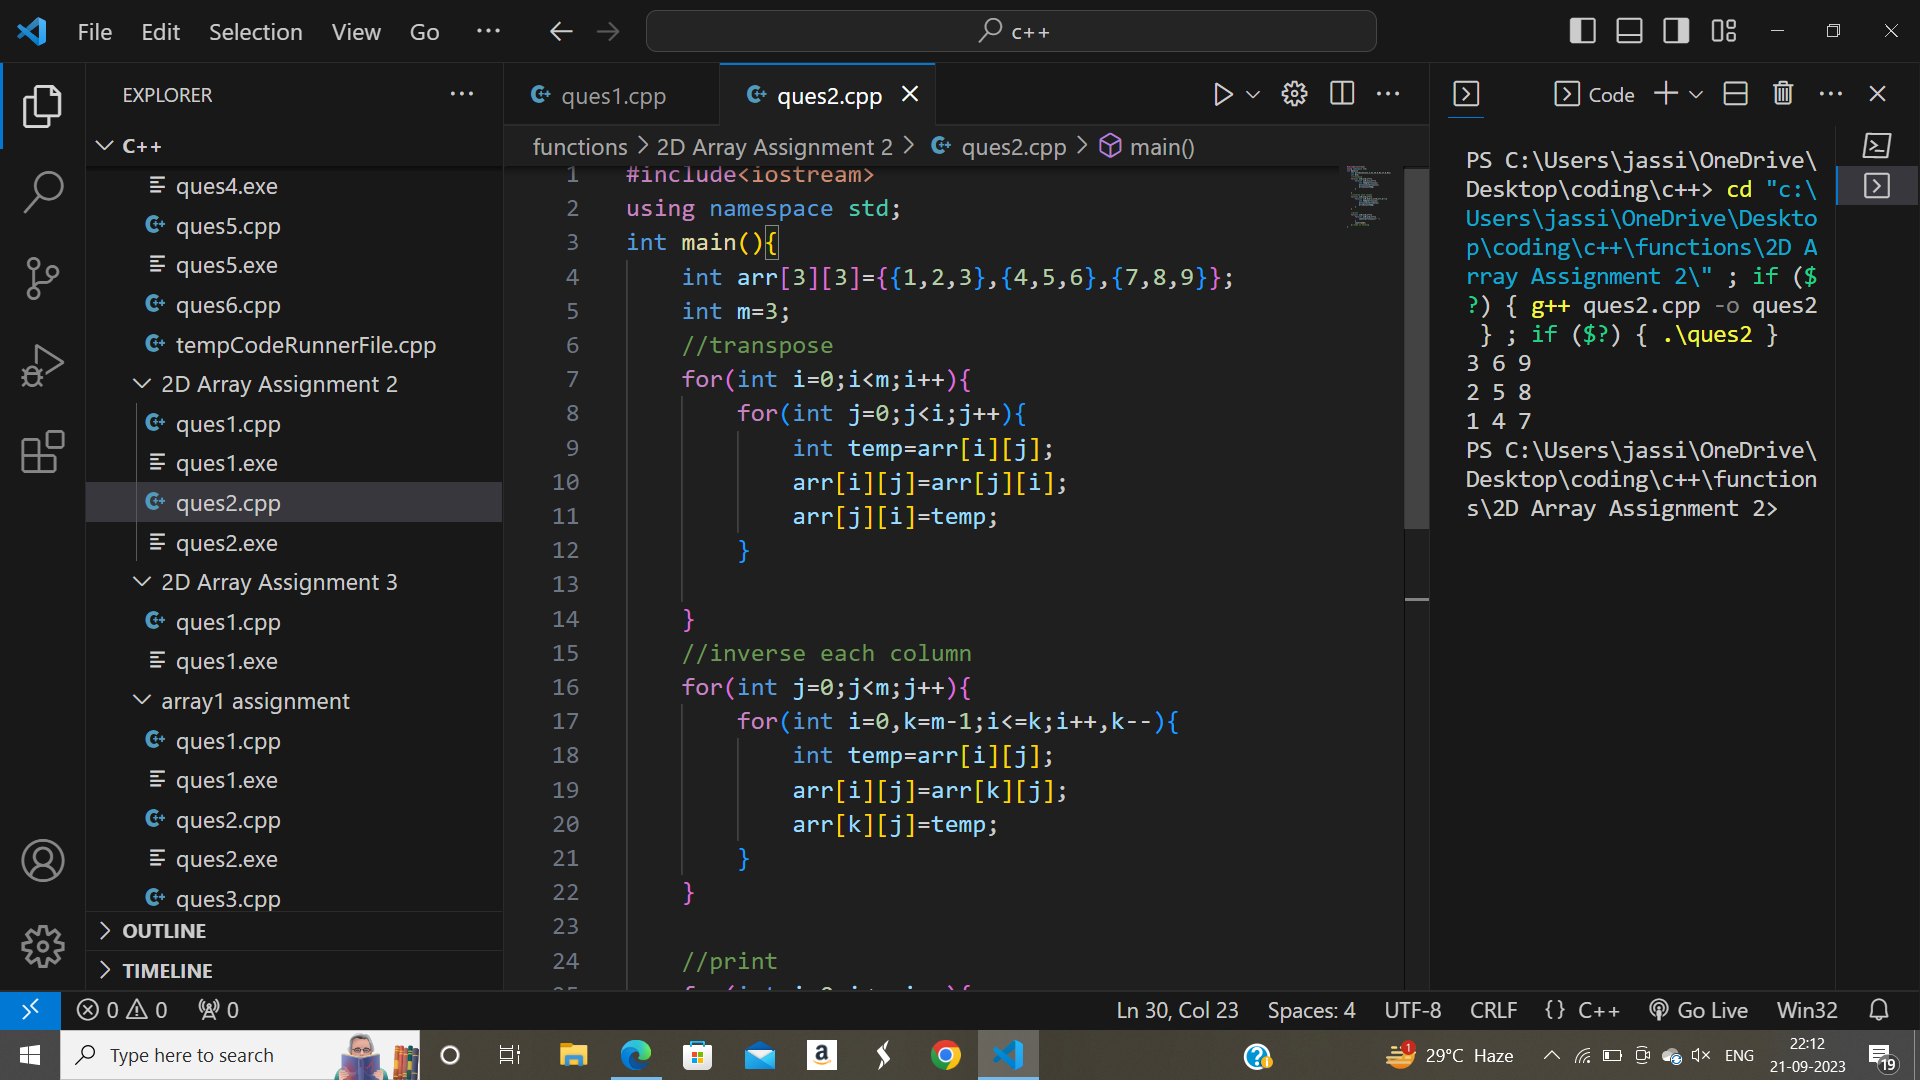 File Edit Selection View Go ···
c++
EXPLORER
C++
ques4.exe
ques5.cpp
ques5.exe
ques6.cpp
tempCodeRunnerFile.cpp
2D Array Assignment 2
ques1.cpp
ques1.exe
ques2.cpp
ques2.exe
2D Array Assignment 3
ques1.cpp
ques1.exe
array1 assignment
ques1.cpp
ques1.exe
ques2.cpp
ques2.exe
ques3.cpp
OUTLINE
TIMELINE
ques1.cpp ques2.cpp
functions > 2D Array Assignment 2 > ques2.cpp > main()
1 #include<iostream>
2 using namespace std;
3 int main(){
4 int arr[3][3]={{1,2,3},{4,5,6},{7,8,9}};
5 int m=3;
6 //transpose
7 for(int i=0;i<m;i++){
8 for(int j=0;j<i;j++){
9 int temp=arr[i][j];
10 arr[i][j]=arr[j][i];
11 arr[j][i]=temp;
12 }
13
14 }
15 //inverse each column
16 for(int j=0;j<m;j++){
17 for(int i=0,k=m-1;i<=k;i++,k--){
18 int temp=arr[i][j];
19 arr[i][j]=arr[k][j];
20 arr[k][j]=temp;
21 }
22 }
23
24 //print
Code
PS C:\Users\jassi\OneDrive\
Desktop\coding\c++> cd "c:\
Users\jassi\OneDrive\Deskto
p\coding\c++\functions\2D A
rray Assignment 2\" ; if ($
?) { g++ ques2.cpp -o ques2
} ; if ($?) { .\ques2 }
3 6 9
2 5 8
1 4 7
PS C:\Users\jassi\OneDrive\
Desktop\coding\c++\function
s\2D Array Assignment 2>
0 0 0
Ln 30, Col 23 Spaces: 4 UTF-8 CRLF {} C++ Go Live Win32
Type here to search
29°C Haze
ENG
22:12
21-09-2023
19